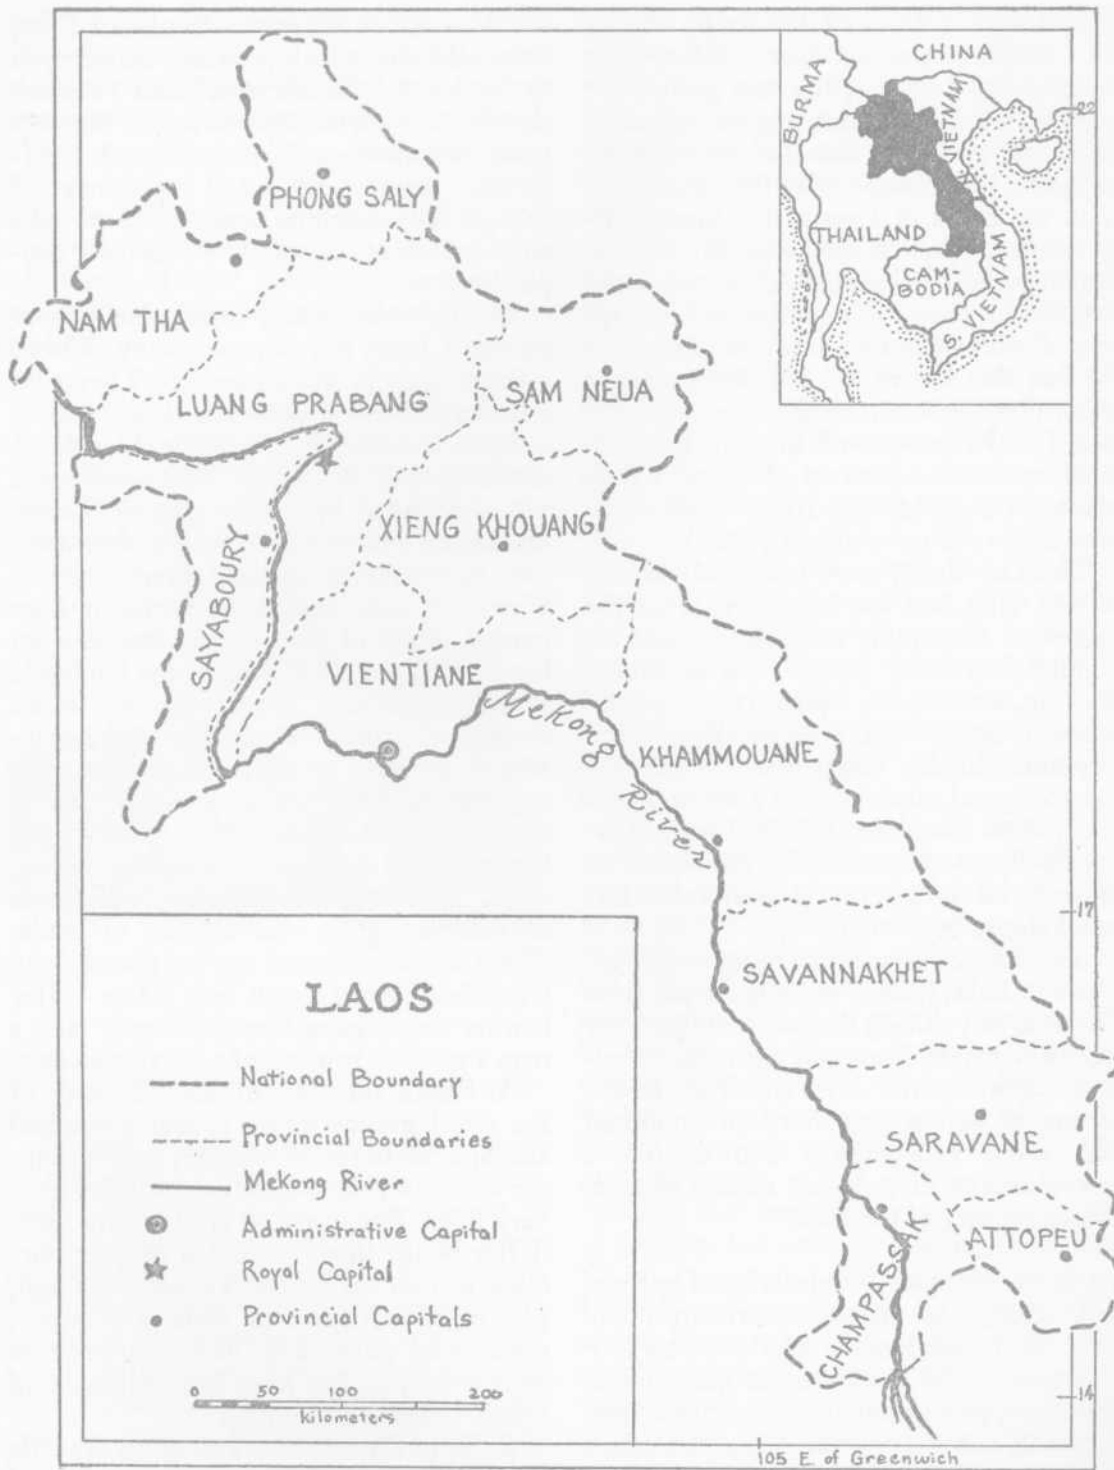 CHINA
BURMA
N. VIETNAM
22
THAILAND
CAM-
BODIA
S. VIETNAM
PHONG SALY
NAM THA
LUANG PRABANG
SAM NEUA
XIENG KHOUANG
SAYABOURY
VIENTIANE
Mekong River
KHAMMOUANE
17
SAVANNAKHET
SARAVANE
ATTOPEU
CHAMPASSAK
14
LAOS
National Boundary
Provincial Boundaries
Mekong River
Administrative Capital
Royal Capital
Provincial Capitals
0 50 100 200
kilometers
105 E. of Greenwich